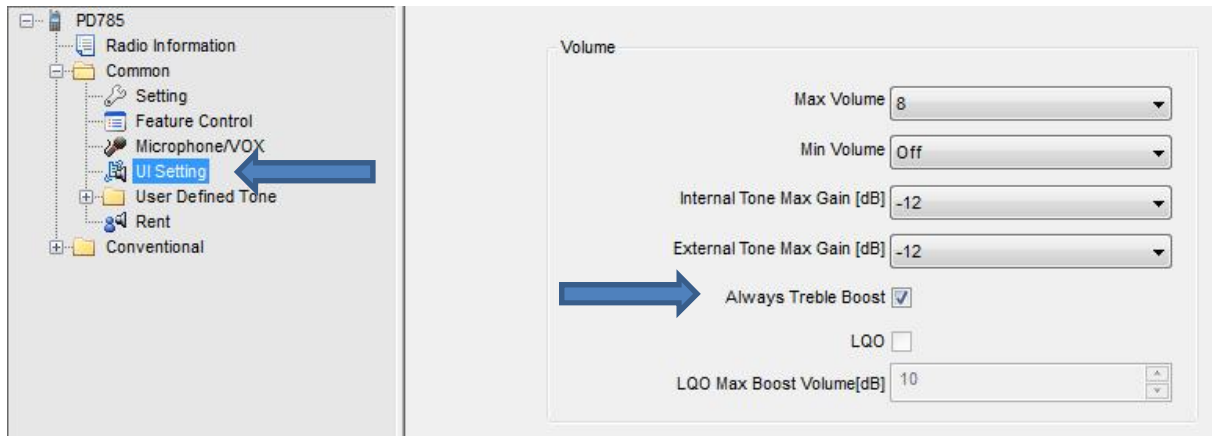 PD785
Radio Information
Common
Setting
Feature Control
Microphone/VOX
UI Setting
User Defined Tone
Rent
Conventional
Volume
Max Volume 8
Min Volume Off
Internal Tone Max Gain [dB] -12
External Tone Max Gain [dB] -12
Always Treble Boost
LQO
LQO Max Boost Volume[dB] 10